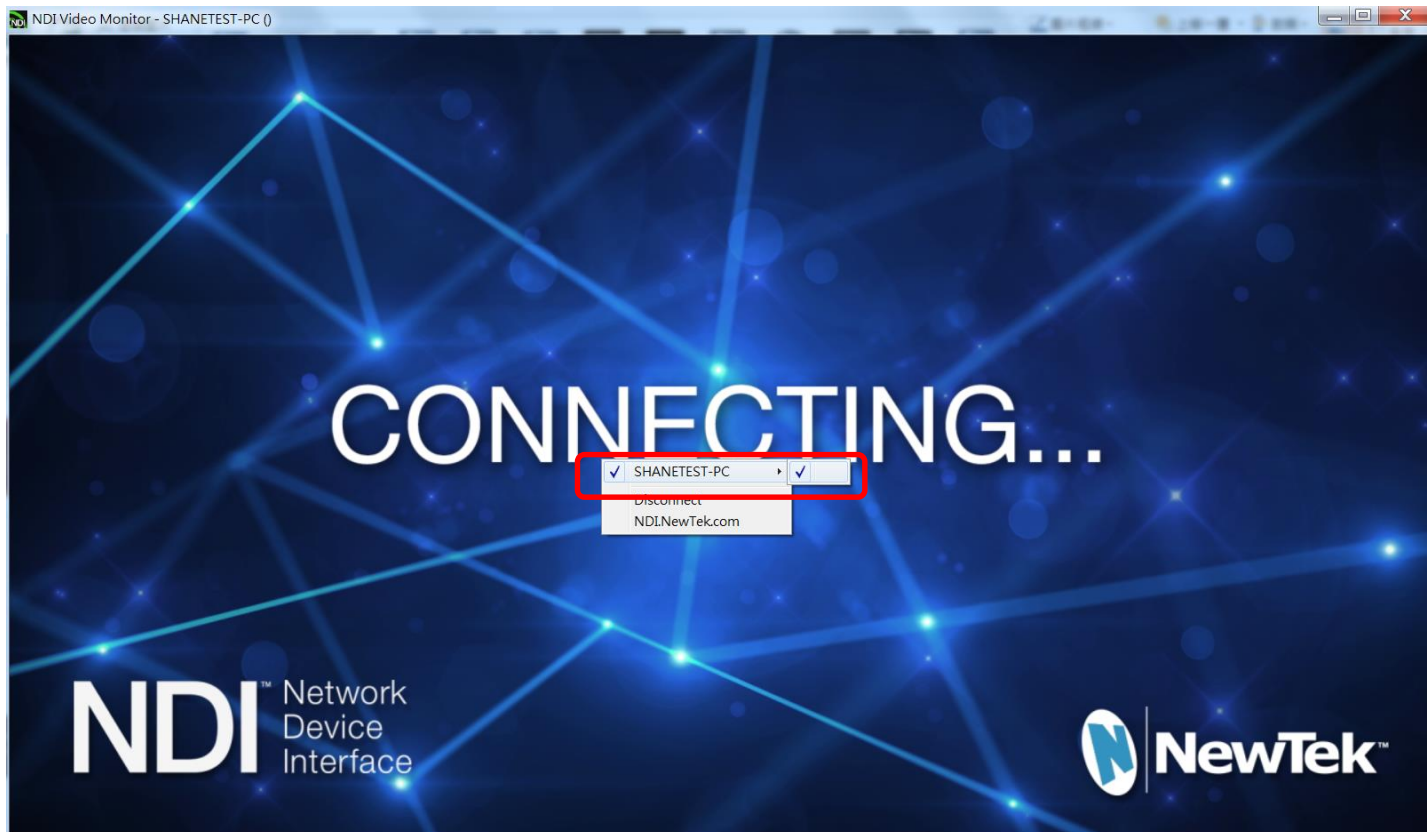 NDI Video Monitor - SHANETEST-PC ()
CONNECTING...
✓ SHANETEST-PC ✓
Disconnect
NDI.NewTek.com
NDI™ Network
Device
Interface
NewTek™